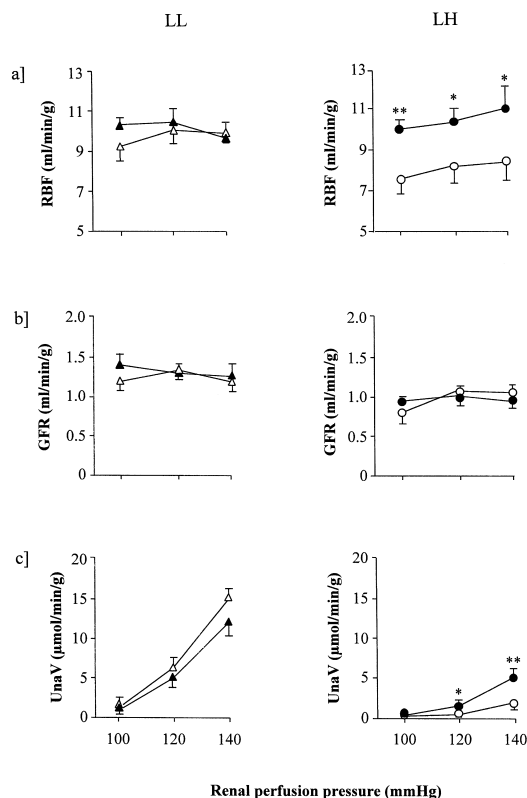 LL LH
a]
13
11
9
7
5
RBF (ml/min/g)
13
11
9
7
5
RBF (ml/min/g)
** * *
b]
2.0
1.5
1.0
0.5
0
GFR (ml/min/g)
2.0
1.5
1.0
0.5
0
GFR (ml/min/g)
c]
20
15
10
5
0
UnaV (µmol/min/g)
100 120 140
20
15
10
5
0
UnaV (µmol/min/g)
* **
100 120 140
Renal perfusion pressure (mmHg)